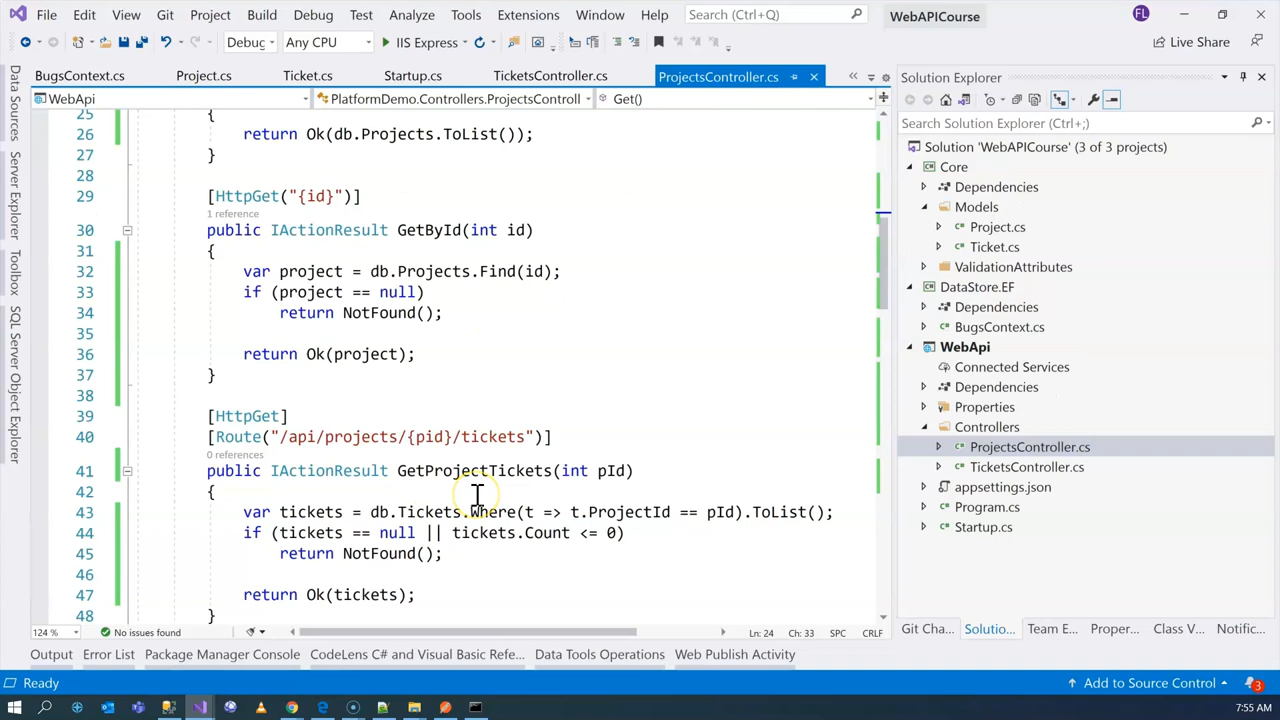 File Edit View Git Project Build Debug Test Analyze Tools Extensions Window Help Search (Ctrl+Q) WebAPICourse FL
Debug Any CPU IIS Express Live Share
BugsContext.cs Project.cs Ticket.cs Startup.cs TicketsController.cs ProjectsController.cs
WebApi PlatformDemo.Controllers.ProjectsControll Get()
25 {
26 return Ok(db.Projects.ToList());
27 }
28
29 [HttpGet("{id}")]
1 reference
30 public IActionResult GetById(int id)
31 {
32 var project = db.Projects.Find(id);
33 if (project == null)
34 return NotFound();
35
36 return Ok(project);
37 }
38
39 [HttpGet]
40 [Route("/api/projects/{pid}/tickets")]
0 references
41 public IActionResult GetProjectTickets(int pId)
42 {
43 var tickets = db.Tickets.Where(t => t.ProjectId == pId).ToList();
44 if (tickets == null || tickets.Count <= 0)
45 return NotFound();
46
47 return Ok(tickets);
48 }
124 % No issues found Ln: 24 Ch: 33 SPC CRLF
Data Sources
Server Explorer
Toolbox
SQL Server Object Explorer
Solution Explorer
Search Solution Explorer (Ctrl+;)
Solution 'WebAPICourse' (3 of 3 projects)
Core
Dependencies
Models
Project.cs
Ticket.cs
ValidationAttributes
DataStore.EF
Dependencies
BugsContext.cs
WebApi
Connected Services
Dependencies
Properties
Controllers
ProjectsController.cs
TicketsController.cs
appsettings.json
Program.cs
Startup.cs
Git Cha... Solutio... Team E... Proper... Class V... Notific...
Output Error List Package Manager Console CodeLens C# and Visual Basic Refe... Data Tools Operations Web Publish Activity
Ready Add to Source Control 3
7:55 AM